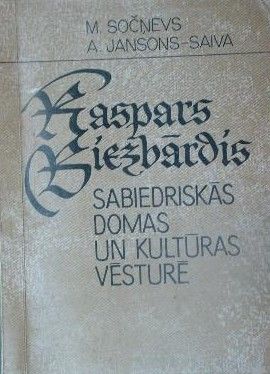 M. SOČŅEVS
A. JANSONS-SAIVA
Kaspars
Biezbārdis
SABIEDRISKĀS
DOMAS
UN KULTŪRAS
VĒSTURĒ